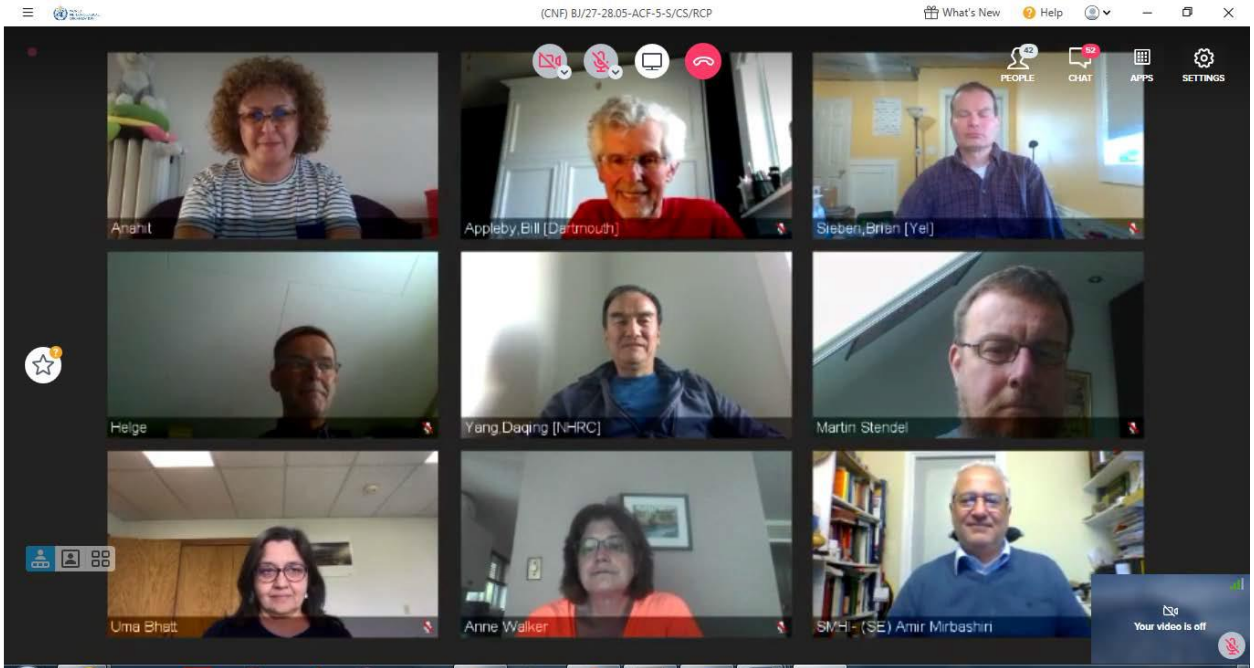 (CNF) BJ/27-28.05-ACF-5-S/CS/RCP
What's New
Help
42
PEOPLE
52
CHAT
APPS
SETTINGS
Anahit
Appleby,Bill [Dartmouth]
Sieben,Brian [Yel]
?
Helge
Yang,Daqing [NHRC]
Martin Stendel
Uma Bhatt
Anne Walker
SMHI - (SE) Amir Mirbashiri
Your video is off